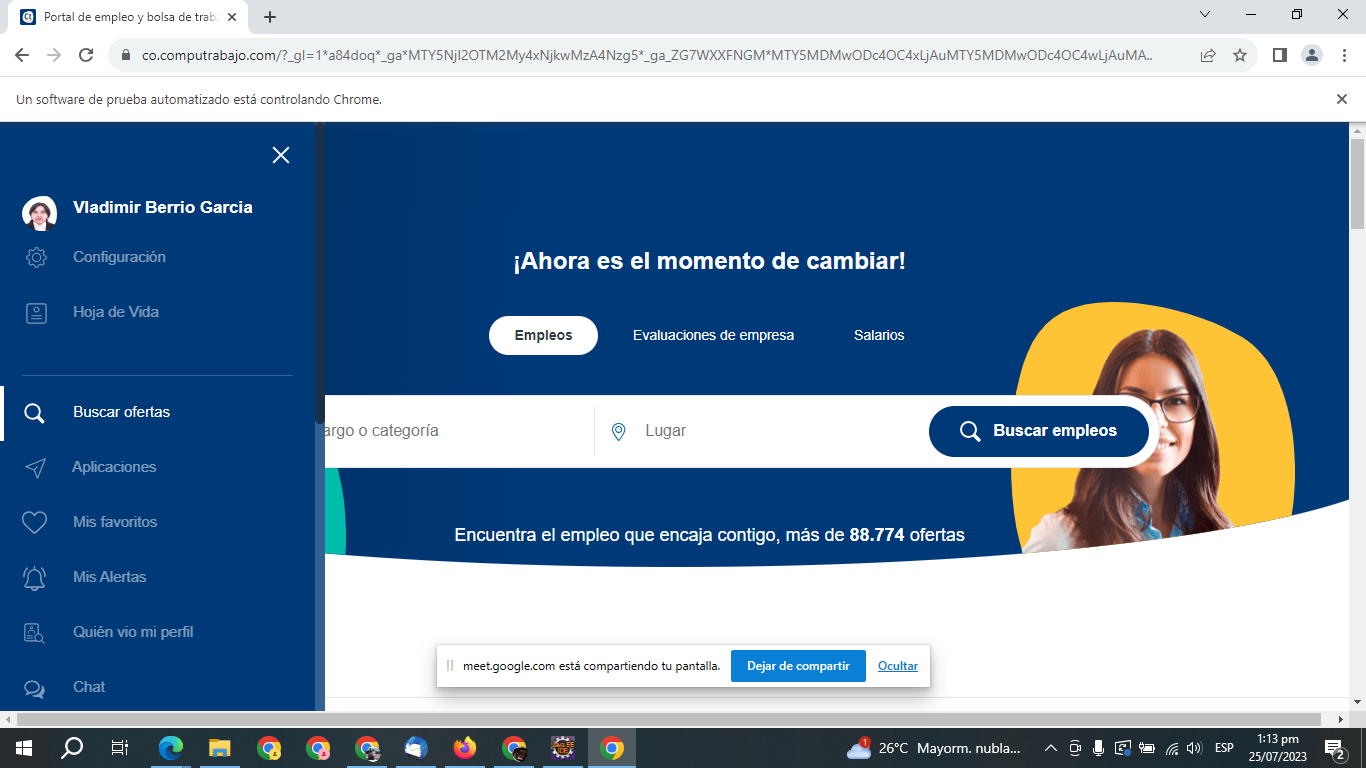 Portal de empleo y bolsa de traba
co.computrabajo.com/?_gl=1*a84doq*_ga*MTY5NjI2OTM2My4xNjkwMzA4Nzg5*_ga_ZG7WXXFNGM*MTY5MDMwODc4OC4xLjAuMTY5MDMwODc4OC4wLjAuMA..
Un software de prueba automatizado está controlando Chrome.
Vladimir Berrio Garcia
Configuración
Hoja de Vida
Buscar ofertas
Aplicaciones
Mis favoritos
Mis Alertas
Quién vio mi perfil
Chat
¡Ahora es el momento de cambiar!
Empleos Evaluaciones de empresa Salarios
argo o categoría Lugar Buscar empleos
Encuentra el empleo que encaja contigo, más de 88.774 ofertas
meet.google.com está compartiendo tu pantalla. Dejar de compartir Ocultar
1 26°C Mayorm. nubla... ESP 1:13 pm
25/07/2023 2